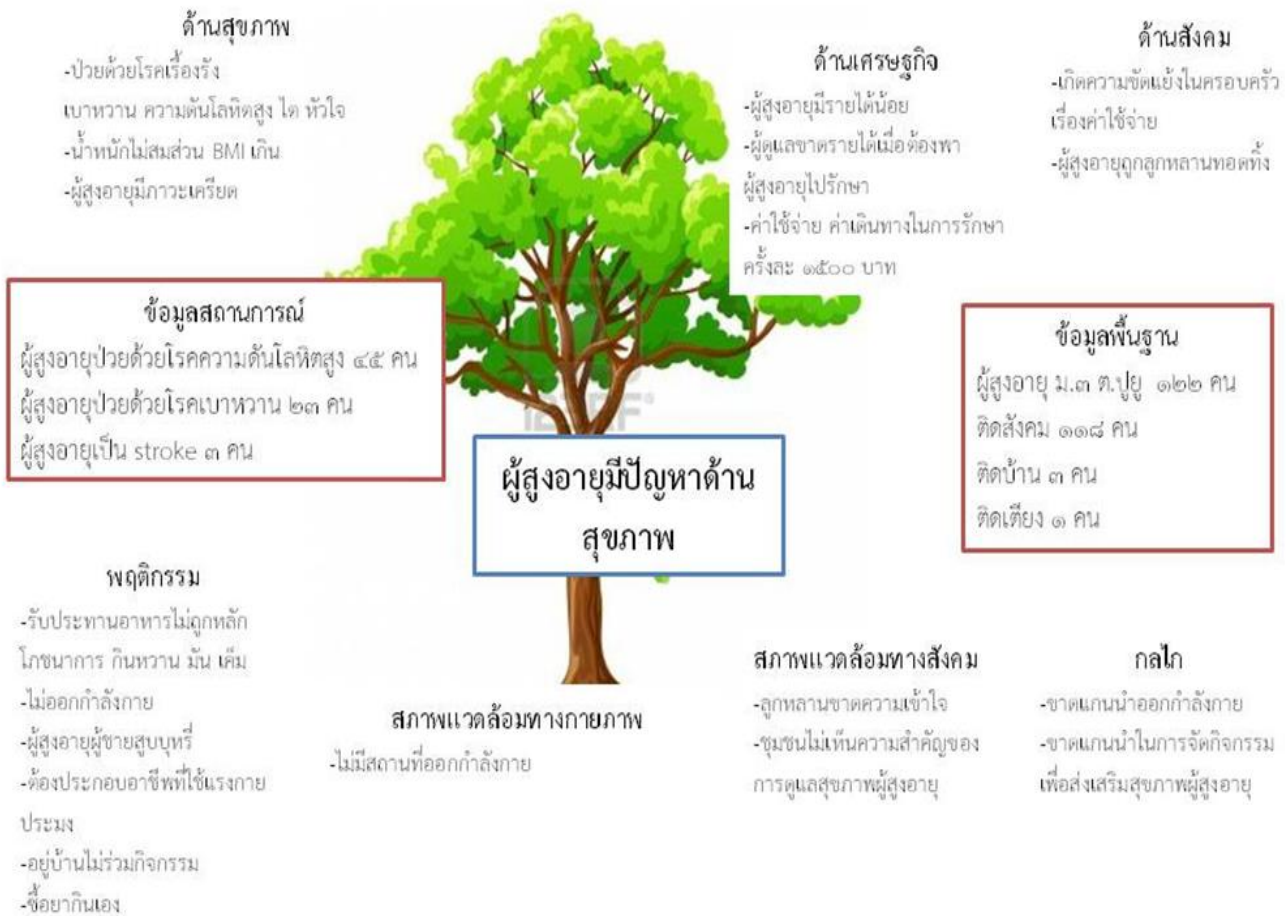 ด้านสุขภาพ
-ป่วยด้วยโรคเรื้อรัง
เบาหวาน ความดันโลหิตสูง ไต หัวใจ
-น้ำหนักไม่สมส่วน BMI เกิน
-ผู้สูงอายุมีภาวะเครียด
ด้านเศรษฐกิจ
-ผู้สูงอายุมีรายได้น้อย
-ผู้ดูแลขาดรายได้เมื่อต้องพา
ผู้สูงอายุไปรักษา
-ค่าใช้จ่าย ค่าเดินทางในการรักษา
ครั้งละ ๑๕๐๐ บาท
ด้านสังคม
-เกิดความขัดแย้งในครอบครัว
เรื่องค่าใช้จ่าย
-ผู้สูงอายุถูกลูกหลานทอดทิ้ง
ข้อมูลสถานการณ์
ผู้สูงอายุป่วยด้วยโรคความดันโลหิตสูง ๔๕ คน
ผู้สูงอายุป่วยด้วยโรคเบาหวาน ๒๓ คน
ผู้สูงอายุเป็น stroke ๓ คน
ข้อมูลพื้นฐาน
ผู้สูงอายุ ม.๓ ต.ปูยู ๑๒๒ คน
ติดสังคม ๑๑๘ คน
ติดบ้าน ๓ คน
ติดเตียง ๑ คน
ผู้สูงอายุมีปัญหาด้าน
สุขภาพ
พฤติกรรม
-รับประทานอาหารไม่ถูกหลัก
โภชนาการ กินหวาน มัน เค็ม
-ไม่ออกกำลังกาย
-ผู้สูงอายุผู้ชายสูบบุหรี่
-ต้องประกอบอาชีพที่ใช้แรงกาย
ประมง
-อยู่บ้านไม่ร่วมกิจกรรม
-ซื้อยากินเอง
สภาพแวดล้อมทางกายภาพ
-ไม่มีสถานที่ออกกำลังกาย
สภาพแวดล้อมทางสังคม
-ลูกหลานขาดความเข้าใจ
-ชุมชนไม่เห็นความสำคัญของ
การดูแลสุขภาพผู้สูงอายุ
กลไก
-ขาดแกนนำออกกำลังกาย
-ขาดแกนนำในการจัดกิจกรรม
เพื่อส่งเสริมสุขภาพผู้สูงอายุ